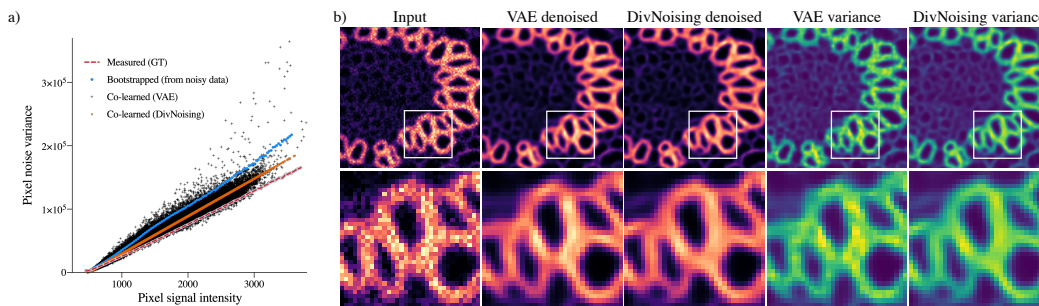 a)
Measured (GT)
Bootstrapped (from noisy data)
Co-learned (VAE)
Co-learned (DivNoising)
Pixel noise variance
3×10⁵
2×10⁵
1×10⁵
0
1000
2000
3000
Pixel signal intensity
b)
Input
VAE denoised
DivNoising denoised
VAE variance
DivNoising variance